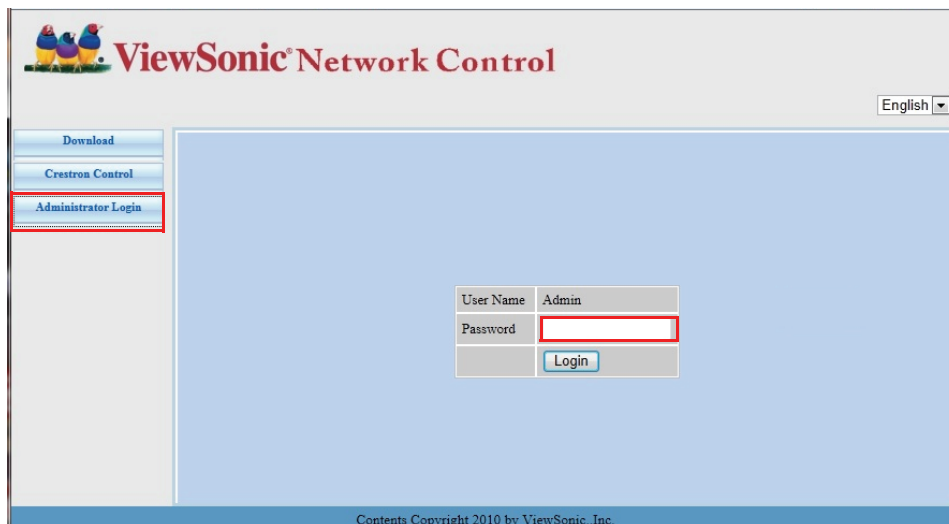 ViewSonic® Network Control
English
Download
Crestron Control
Administrator Login
User Name Admin
Password
Login
Contents Copyright 2010 by ViewSonic, Inc.